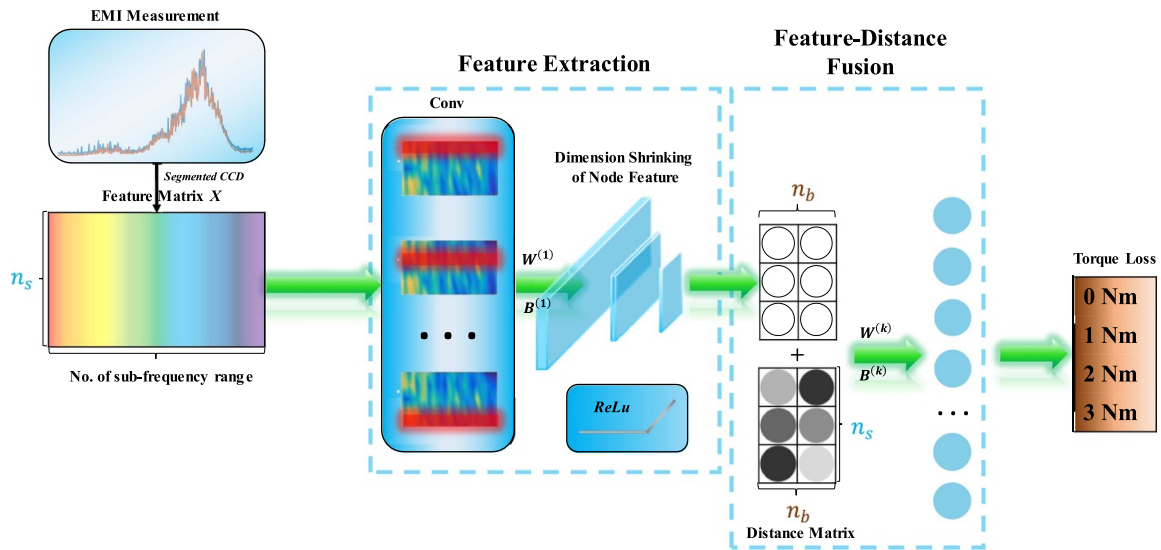 EMI Measurement
Segmented CCD
Feature Matrix X
n_s
No. of sub-frequency range
Feature Extraction
Conv
. . .
W^(1)
B^(1)
Dimension Shrinking
of Node Feature
ReLu
Feature-Distance
Fusion
n_b
+
n_s
n_b
Distance Matrix
W^(k)
B^(k)
...
Torque Loss
0 Nm
1 Nm
2 Nm
3 Nm